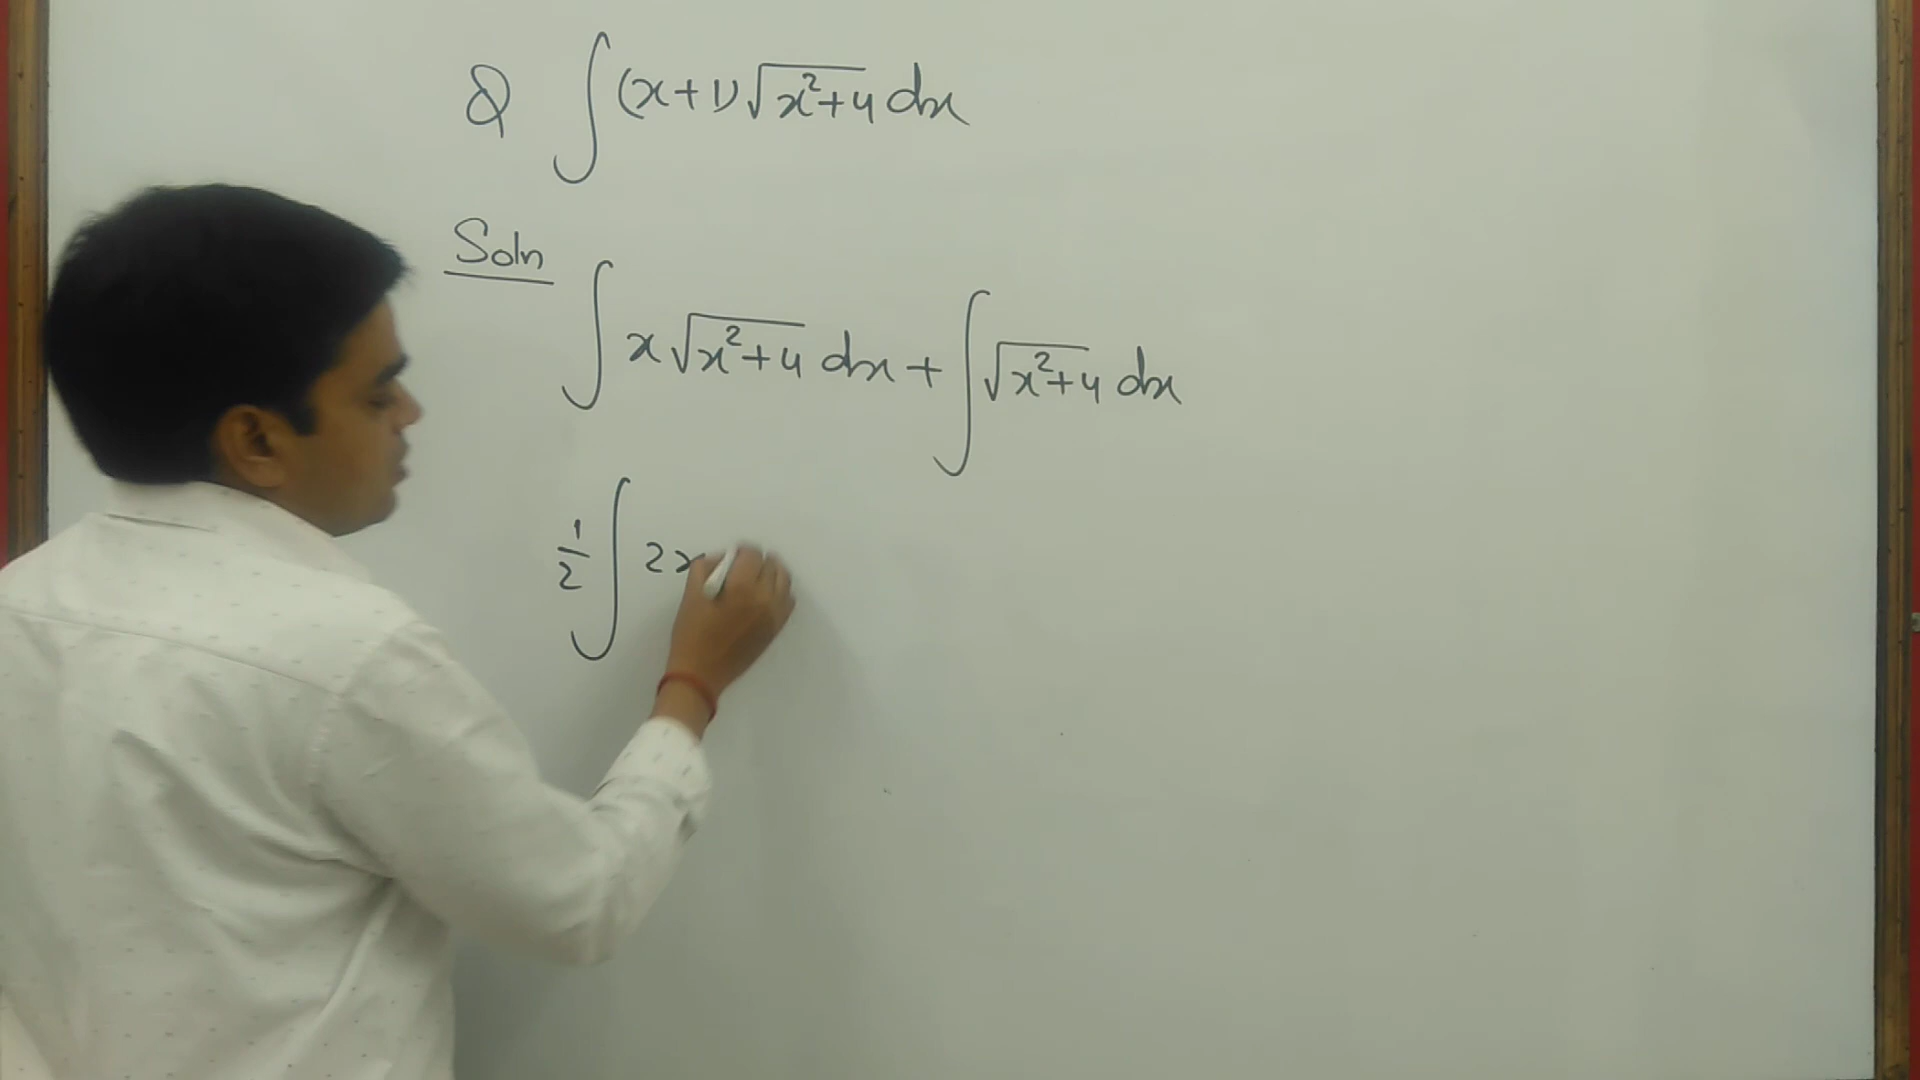 Q ∫(x+1)√x²+4 dx
Soln
∫x√x²+4 dx + ∫√x²+4 dx
1/2 ∫ 2x